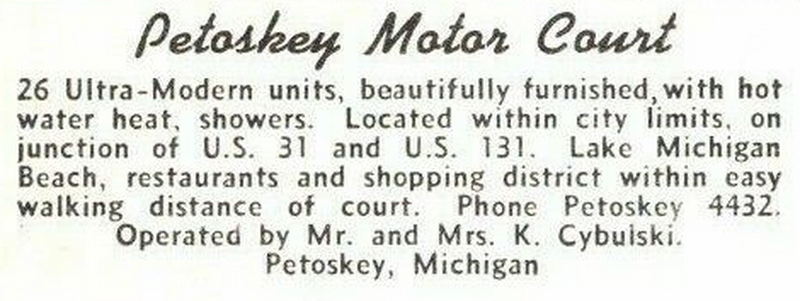 Petoskey Motor Court
26 Ultra-Modern units, beautifully furnished, with hot
water heat, showers. Located within city limits, on
junction of U.S. 31 and U.S. 131. Lake Michigan
Beach, restaurants and shopping district within easy
walking distance of court. Phone Petoskey 4432.
Operated by Mr. and Mrs. K. Cybulski.
Petoskey, Michigan